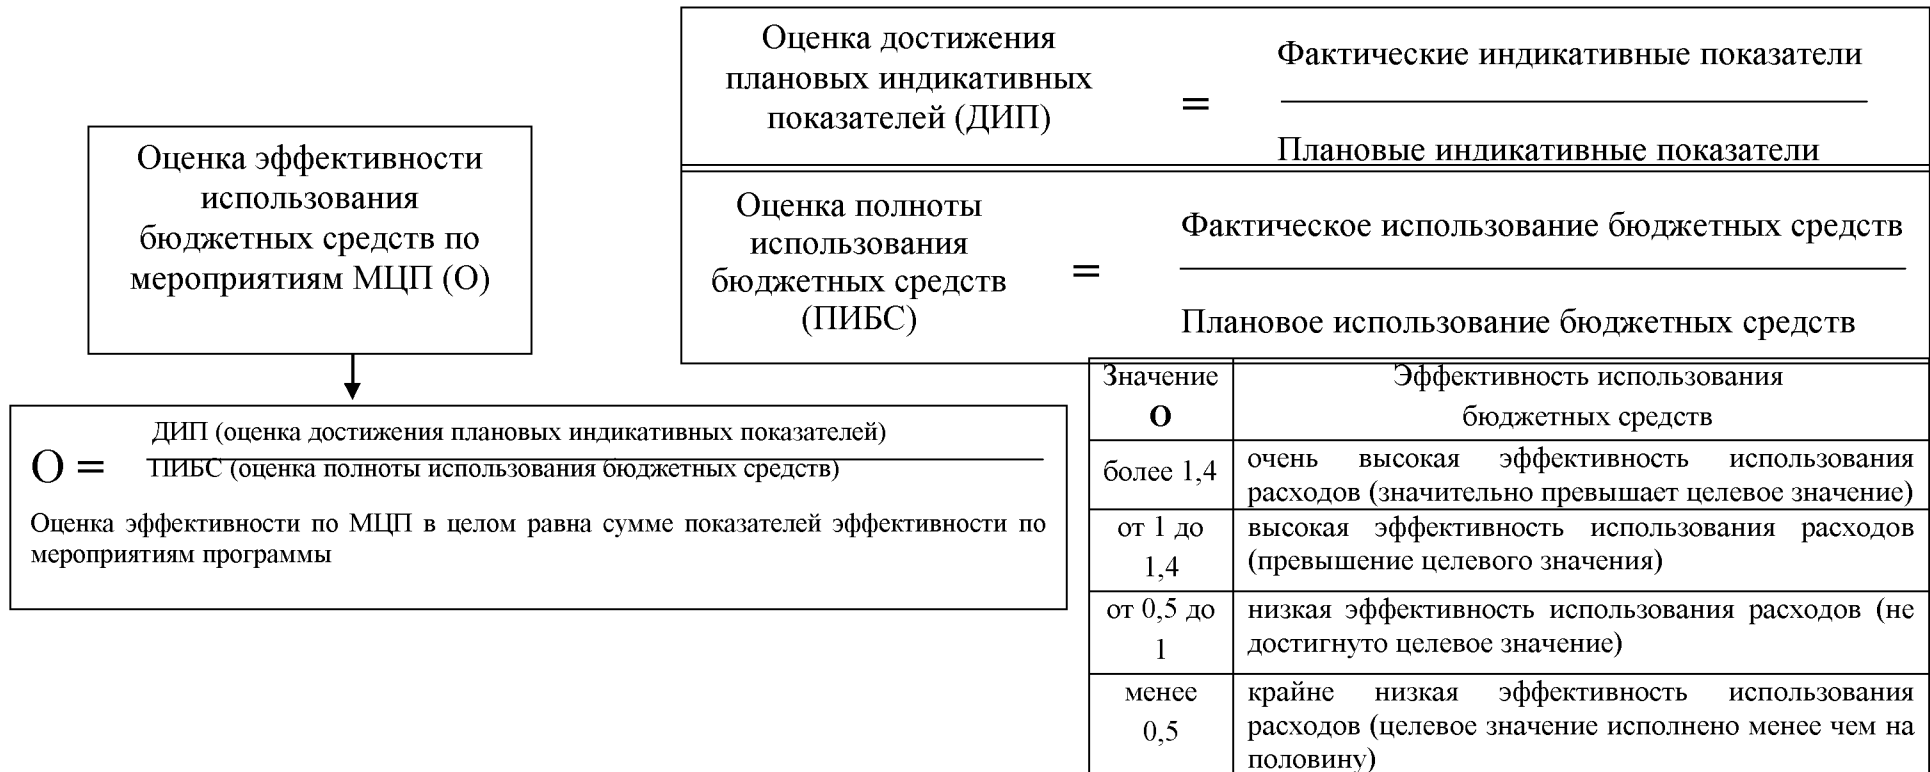 Оценка достижения
плановых индикативных
показателей (ДИП)
=
Фактические индикативные показатели
Плановые индикативные показатели
Оценка эффективности
использования
бюджетных средств по
мероприятиям МЦП (О)
Оценка полноты
использования
бюджетных средств
(ПИБС)
=
Фактическое использование бюджетных средств
Плановое использование бюджетных средств
О =
ДИП (оценка достижения плановых индикативных показателей)
ПИБС (оценка полноты использования бюджетных средств)
Оценка эффективности по МЦП в целом равна сумме показателей эффективности по
мероприятиям программы
Значение
О
Эффективность использования
бюджетных средств
более 1,4
очень высокая эффективность использования
расходов (значительно превышает целевое значение)
от 1 до
1,4
высокая эффективность использования расходов
(превышение целевого значения)
от 0,5 до
1
низкая эффективность использования расходов (не
достигнуто целевое значение)
менее
0,5
крайне низкая эффективность использования
расходов (целевое значение исполнено менее чем на
половину)